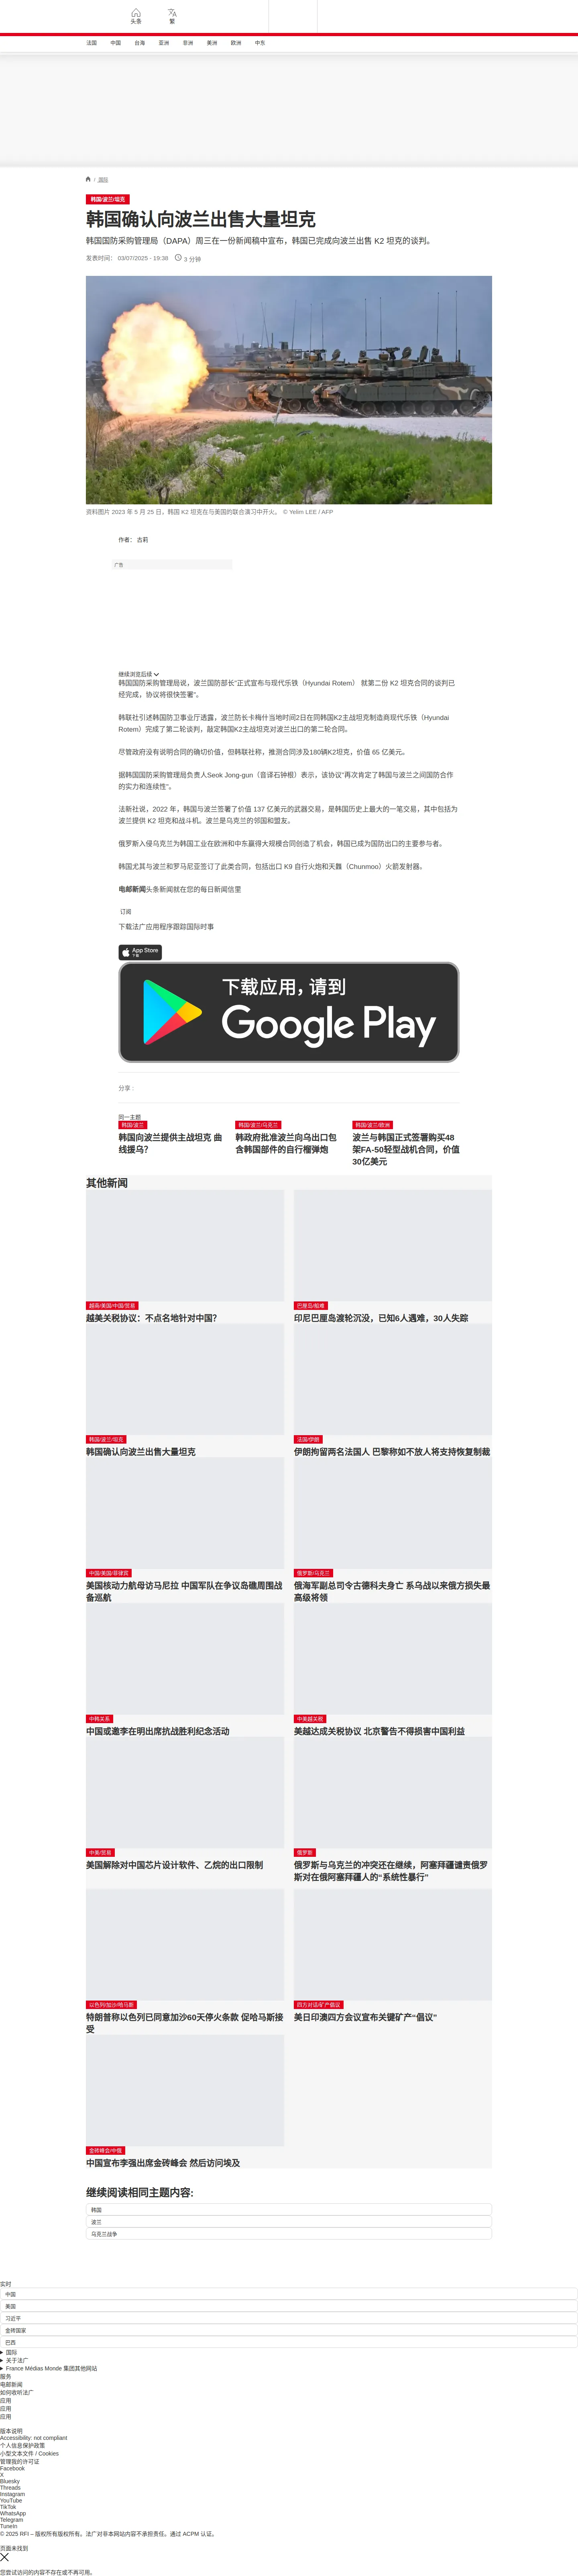 头条
繁
法国
中国
台海
亚洲
非洲
美洲
欧洲
中东
/ 国际
韩国/波兰/坦克
韩国确认向波兰出售大量坦克
韩国国防采购管理局（DAPA）周三在一份新闻稿中宣布，韩国已完成向波兰出售 K2 坦克的谈判。
发表时间： 03/07/2025 - 19:38
3 分钟
资料图片 2023 年 5 月 25 日，韩国 K2 坦克在与美国的联合演习中开火。 © Yelim LEE / AFP
作者： 古莉
广告
继续浏览后续
韩国国防采购管理局说，波兰国防部长“正式宣布与现代乐铁（Hyundai Rotem） 就第二份 K2 坦克合同的谈判已
经完成，协议将很快签署”。
韩联社引述韩国防卫事业厅透露，波兰防长卡梅什当地时间2日在同韩国K2主战坦克制造商现代乐铁（Hyundai
Rotem）完成了第二轮谈判，敲定韩国K2主战坦克对波兰出口的第二轮合同。
尽管政府没有说明合同的确切价值，但韩联社称，推测合同涉及180辆K2坦克，价值 65 亿美元。
据韩国国防采购管理局负责人Seok Jong-gun（音译石钟根）表示，该协议“再次肯定了韩国与波兰之间国防合作
的实力和连续性”。
法新社说，2022 年，韩国与波兰签署了价值 137 亿美元的武器交易，是韩国历史上最大的一笔交易，其中包括为
波兰提供 K2 坦克和战斗机。波兰是乌克兰的邻国和盟友。
俄罗斯入侵乌克兰为韩国工业在欧洲和中东赢得大规模合同创造了机会，韩国已成为国防出口的主要参与者。
韩国尤其与波兰和罗马尼亚签订了此类合同，包括出口 K9 自行火炮和天龘（Chunmoo）火箭发射器。
电邮新闻头条新闻就在您的每日新闻信里
订阅
下载法广应用程序跟踪国际时事
App Store
下载
下载应用，请到
Google Play
分享 :
同一主题
韩国/波兰
韩国向波兰提供主战坦克 曲
线援乌？
韩国/波兰/乌克兰
韩政府批准波兰向乌出口包
含韩国部件的自行榴弹炮
韩国/波兰/欧洲
波兰与韩国正式签署购买48
架FA-50轻型战机合同，价值
30亿美元
其他新闻
越南/美国/中国/贸易
越美关税协议：不点名地针对中国？
巴厘岛/船难
印尼巴厘岛渡轮沉没，已知6人遇难，30人失踪
韩国/波兰/坦克
韩国确认向波兰出售大量坦克
法国/伊朗
伊朗拘留两名法国人 巴黎称如不放人将支持恢复制裁
中国/美国/菲律宾
美国核动力航母访马尼拉 中国军队在争议岛礁周围战
备巡航
俄罗斯/乌克兰
俄海军副总司令古德科夫身亡 系乌战以来俄方损失最
高级将领
中韩关系
中国或邀李在明出席抗战胜利纪念活动
中美越关税
美越达成关税协议 北京警告不得损害中国利益
中美/贸易
美国解除对中国芯片设计软件、乙烷的出口限制
俄罗斯
俄罗斯与乌克兰的冲突还在继续，阿塞拜疆谴责俄罗
斯对在俄阿塞拜疆人的“系统性暴行”
以色列/加沙/哈马斯
特朗普称以色列已同意加沙60天停火条款 促哈马斯接
受
四方对话/矿产倡议
美日印澳四方会议宣布关键矿产“倡议”
金砖峰会/中俄
中国宣布李强出席金砖峰会 然后访问埃及
继续阅读相同主题内容:
韩国
波兰
乌克兰战争
实时
中国
美国
习近平
金砖国家
巴西
国际
关于法广
France Médias Monde 集团其他网站
服务
电邮新闻
如何收听法广
应用
应用
应用
版本说明
Accessibility: not compliant
个人信息保护政策
小型文本文件 / Cookies
管理我的许可证
Facebook
X
Bluesky
Threads
Instagram
YouTube
TikTok
WhatsApp
Telegram
TuneIn
© 2025 RFI – 版权所有版权所有。法广对非本网站内容不承担责任。通过 ACPM 认证。
页面未找到
您尝试访问的内容不存在或不再可用。